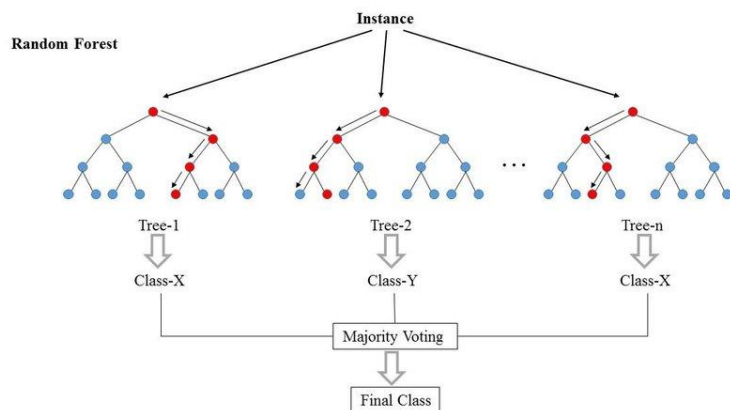 Instance
Random Forest
...
Tree-1
Tree-2
Tree-n
Class-X
Class-Y
Class-X
Majority Voting
Final Class